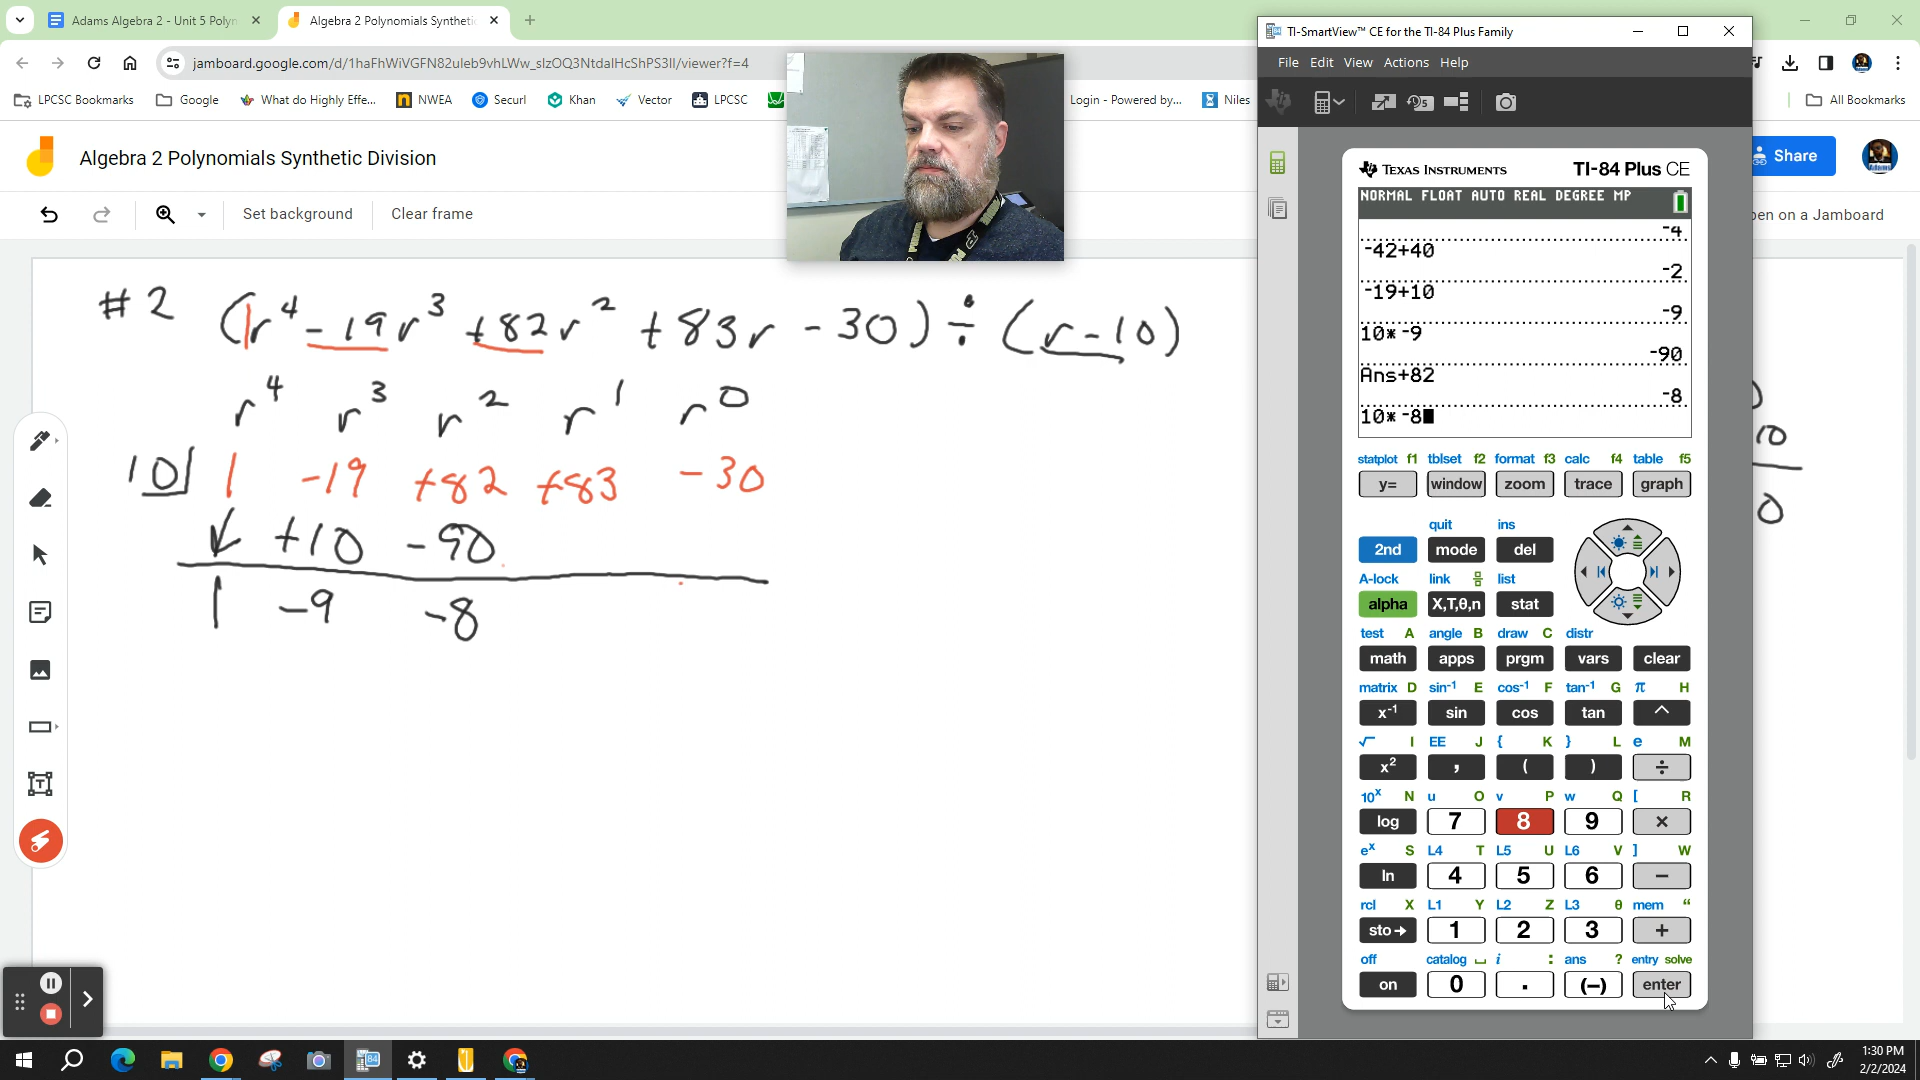 Adams Algebra 2 - Unit 5 Polyn
Algebra 2 Polynomials Synthetic
jamboard.google.com/d/1haFhWiVGFN82uleb9vhLWw_slzOQ3NtdalHcShPS3lI/viewer?f=4
LPCSC Bookmarks
Google
What do Highly Effe...
NWEA
Securl
Khan
Vector
LPCSC
Login - Powered by...
Niles
All Bookmarks
Algebra 2 Polynomials Synthetic Division
Share
Set background
Clear frame
pen on a Jamboard
#2 (1r⁴ - 19r³ + 82r² + 83r - 30) ÷ (r - 10)
r⁴ r³ r² r¹ r⁰
10 1 -19 +82 +83 -30
+10 -90
1 -9 -8
10
0
TI-SmartView™ CE for the TI-84 Plus Family
File Edit View Actions Help
TEXAS INSTRUMENTS TI-84 Plus CE
NORMAL FLOAT AUTO REAL DEGREE MP
-4
-42+40
-2
-19+10
-9
10*-9
-90
Ans+82
-8
10*-8
statplot f1 tblset f2 format f3 calc f4 table f5
y= window zoom trace graph
quit ins
2nd mode del
A-lock link list
alpha X,T,θ,n stat
test A angle B draw C distr
math apps prgm vars clear
matrix D sin⁻¹ E cos⁻¹ F tan⁻¹ G π H
x⁻¹ sin cos tan ^
√ I EE J { K } L e M
x² , ( ) ÷
10ˣ N u O v P w Q [ R
log 7 8 9 ×
eˣ S L4 T L5 U L6 V ] W
ln 4 5 6 −
rcl X L1 Y L2 Z L3 θ mem "
sto→ 1 2 3 +
off catalog i : ans ? entry solve
on 0 . (−) enter
1:30 PM
2/2/2024